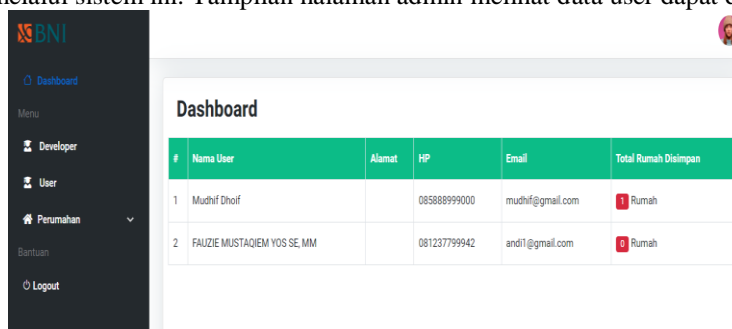 melalui sistem ini. Tampilan halaman admin melihat data user dapat d
BNI
Dashboard
Menu
Developer
User
Perumahan
Bantuan
Logout
Dashboard
# Nama User Alamat HP Email Total Rumah Disimpan
1 Mudhif Dhoif 085888999000 mudhif@gmail.com 1 Rumah
2 FAUZIE MUSTAQIEM YOS SE, MM 081237799942 andi1@gmail.com 0 Rumah